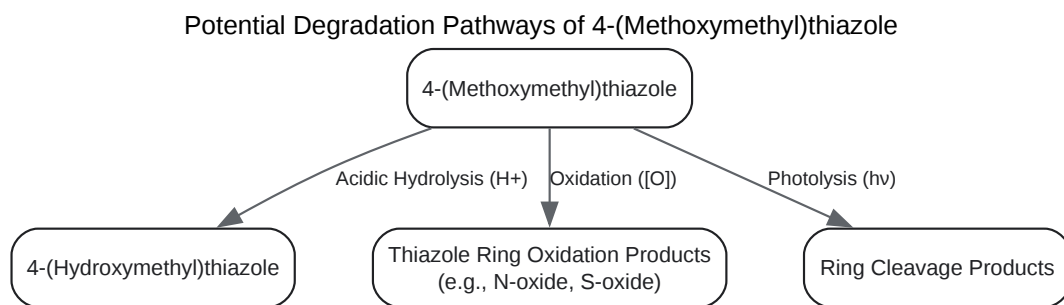 Potential Degradation Pathways of 4-(Methoxymethyl)thiazole
4-(Methoxymethyl)thiazole
Acidic Hydrolysis (H+)
Oxidation ([O])
Photolysis (hν)
4-(Hydroxymethyl)thiazole
Thiazole Ring Oxidation Products
(e.g., N-oxide, S-oxide)
Ring Cleavage Products